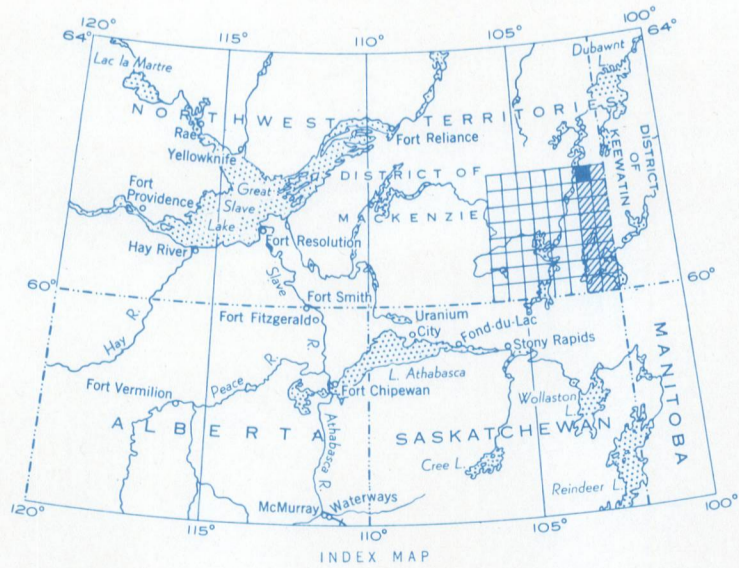 120°
115°
110°
105°
100°
64°
64°
Dubawnt
L.
Lac la Martre
NORTHWEST TERRITORIES
Rae
Fort Reliance
Yellowknife
DISTRICT OF
MACKENZIE
DISTRICT
OF
KEEWATIN
Great
Slave
Lake
Fort
Providence
Hay River
Fort Resolution
60°
60°
Slave
R.
Fort Smith
Uranium
City
Fort Fitzgerald
Fond-du-Lac
Stony Rapids
Hay
R.
L. Athabasca
Fort Vermilion
Peace
R.
Fort Chipewan
Wollaston
L.
MANITOBA
ALBERTA
SASKATCHEWAN
Athabasca R.
Cree L.
Reindeer L.
McMurray
Waterways
120°
115°
110°
105°
100°
INDEX MAP